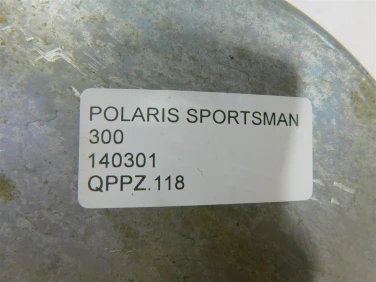 POLARIS SPORTSMAN
300
140301
QPPZ.118